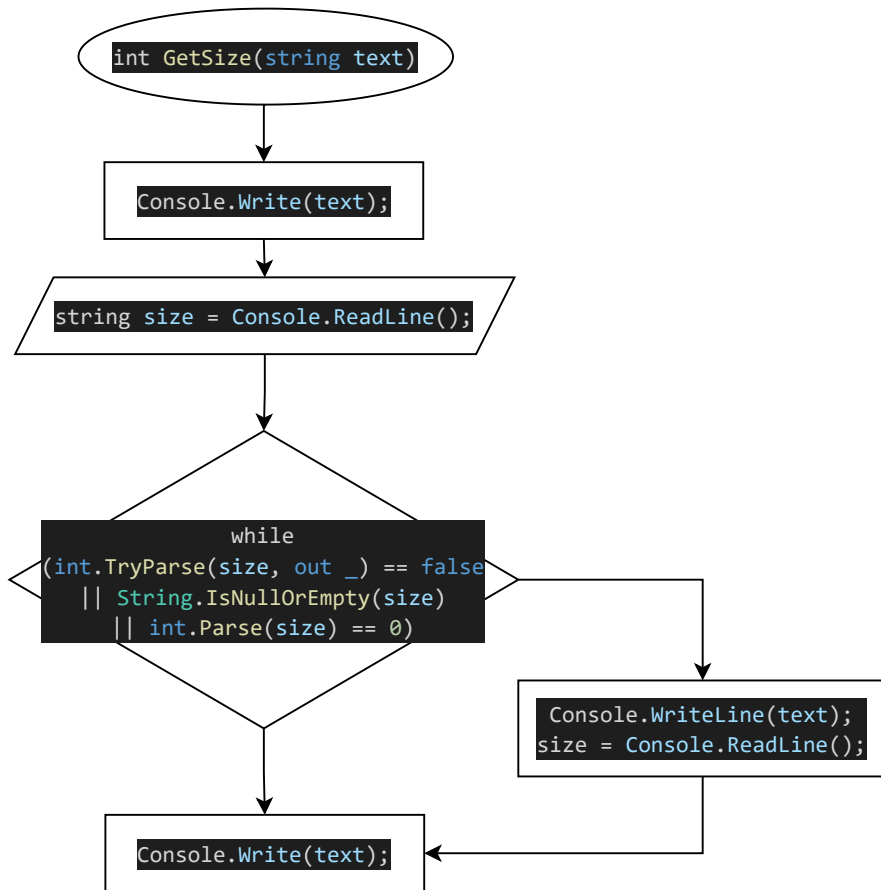 int GetSize(string text)
Console.Write(text);
string size = Console.ReadLine();
while
(int.TryParse(size, out _) == false
|| String.IsNullOrEmpty(size)
|| int.Parse(size) == 0)
Console.WriteLine(text);
size = Console.ReadLine();
Console.Write(text);